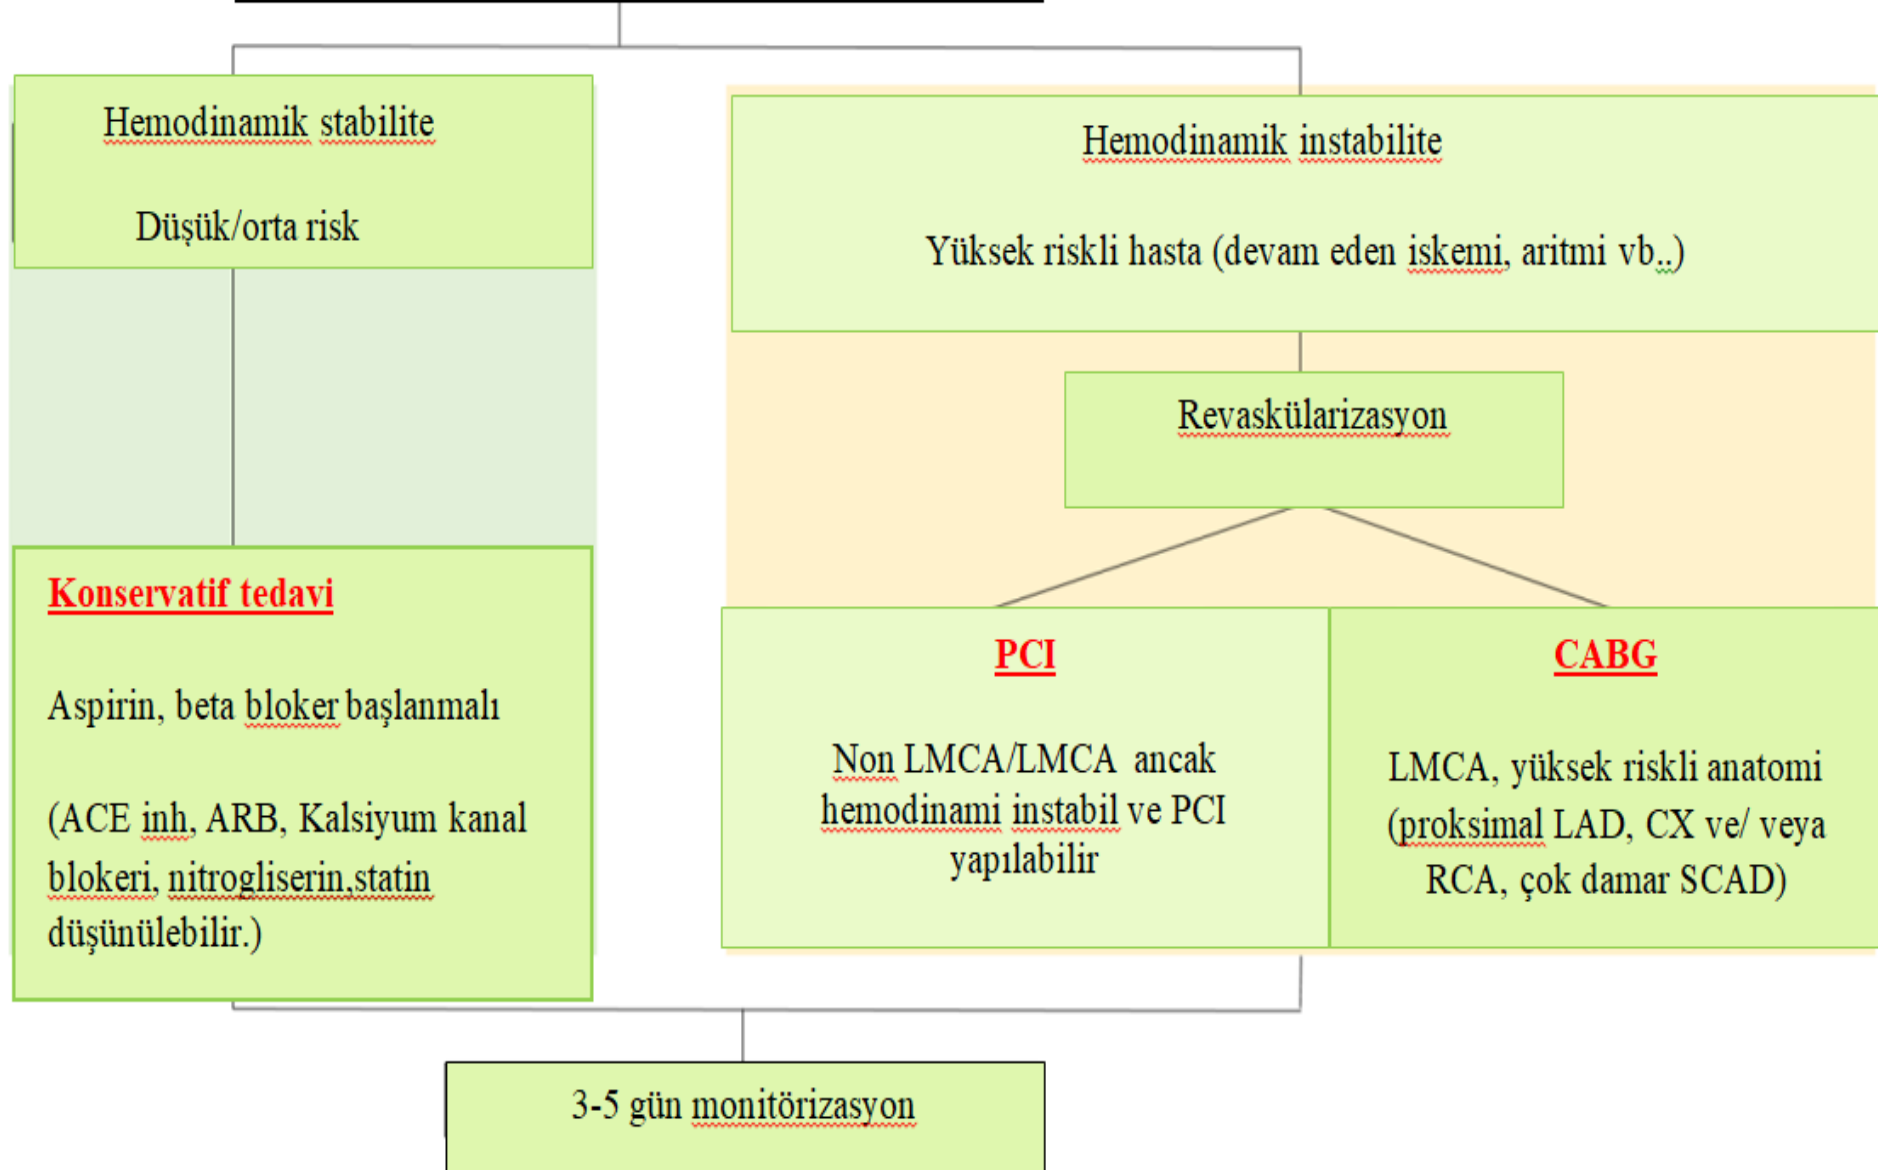 Hemodinamik stabilite
Düşük/orta risk
Hemodinamik instabilite
Yüksek riskli hasta (devam eden iskemi, aritmi vb..)
Revaskülarizasyon
Konservatif tedavi
Aspirin, beta bloker başlanmalı
(ACE inh, ARB, Kalsiyum kanal
blokeri, nitrogliserin,statin
düşünülebilir.)
PCI
Non LMCA/LMCA ancak
hemodinami instabil ve PCI
yapılabilir
CABG
LMCA, yüksek riskli anatomi
(proksimal LAD, CX ve/ veya
RCA, çok damar SCAD)
3-5 gün monitörizasyon